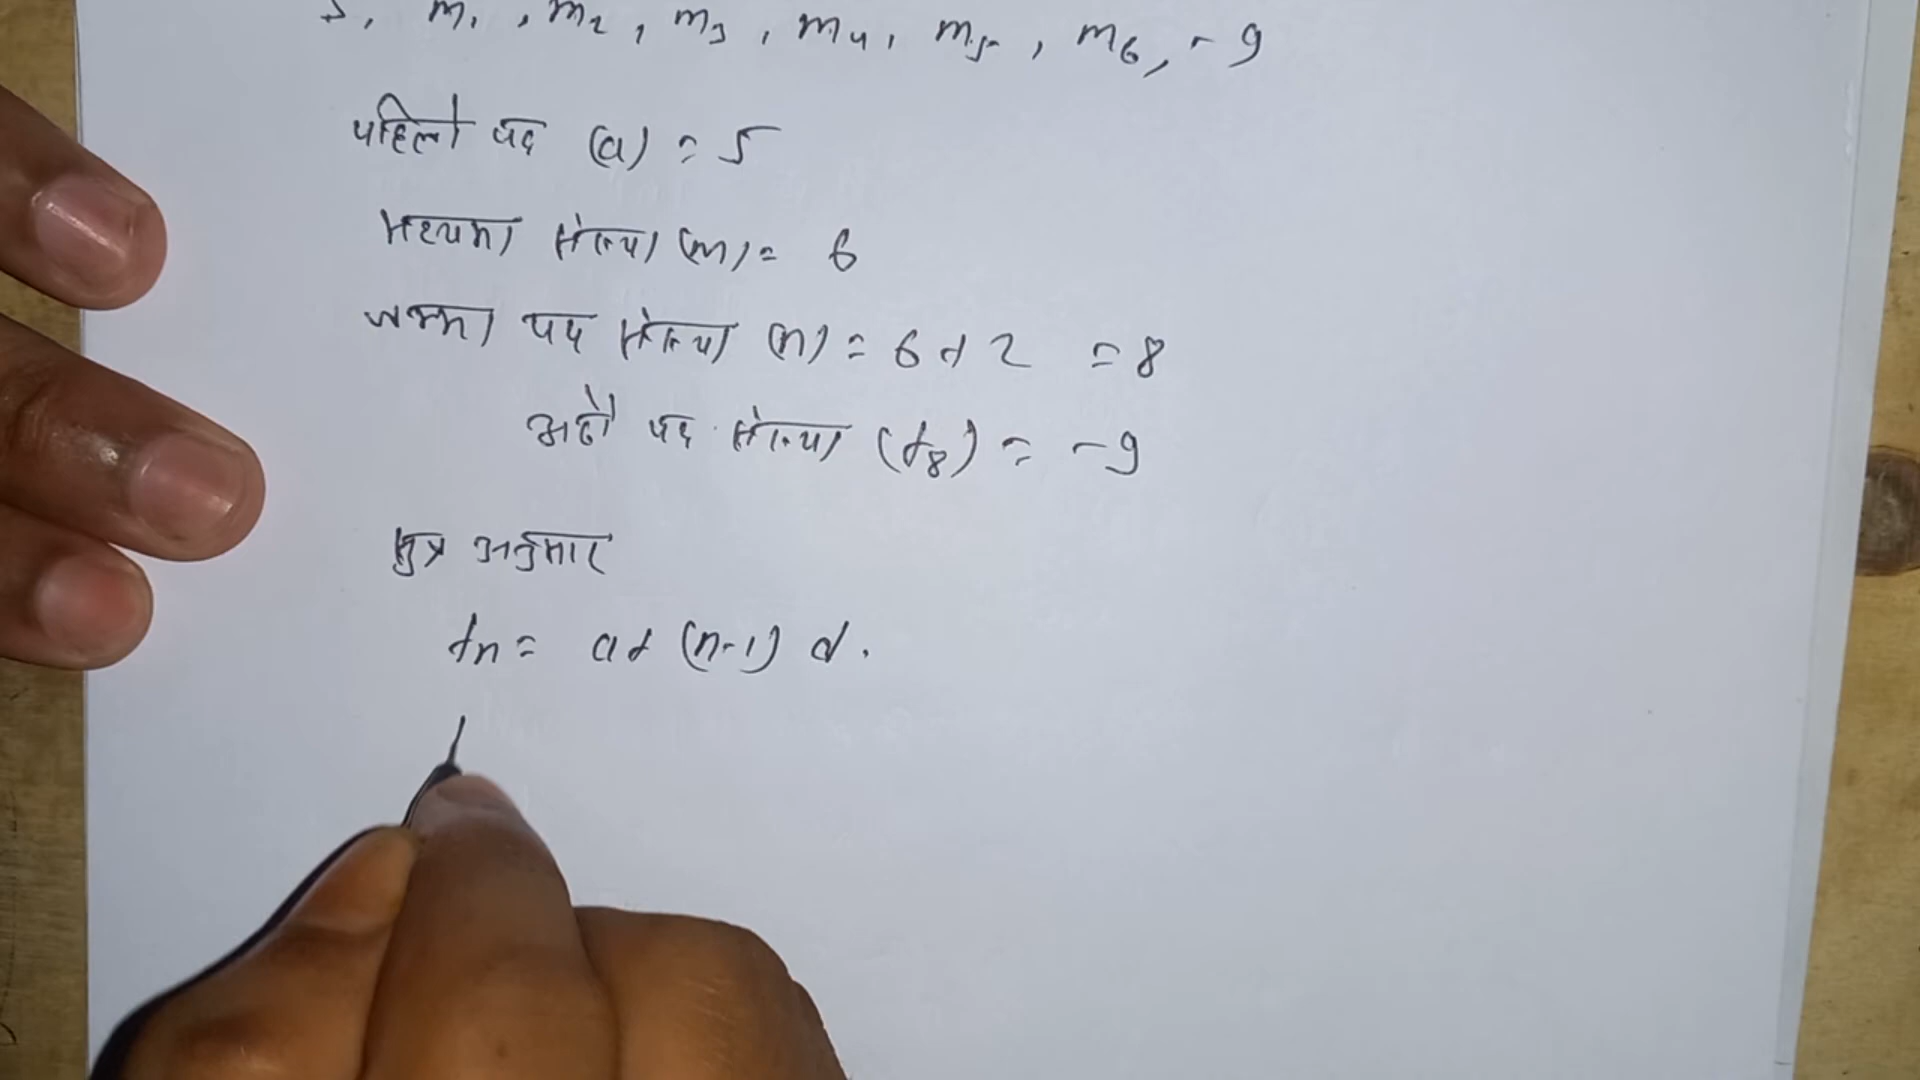 5, m₁, m₂, m₃, m₄, m₅, m₆, -9
पहिलो पद (a) = 5
मध्यमा संख्या (m) = 6
जम्मा पद संख्या (n) = 6 + 2 = 8
आठौ पद संख्या (t₈) = -9
सुत्र अनुसार
tn = a + (n-1) d.